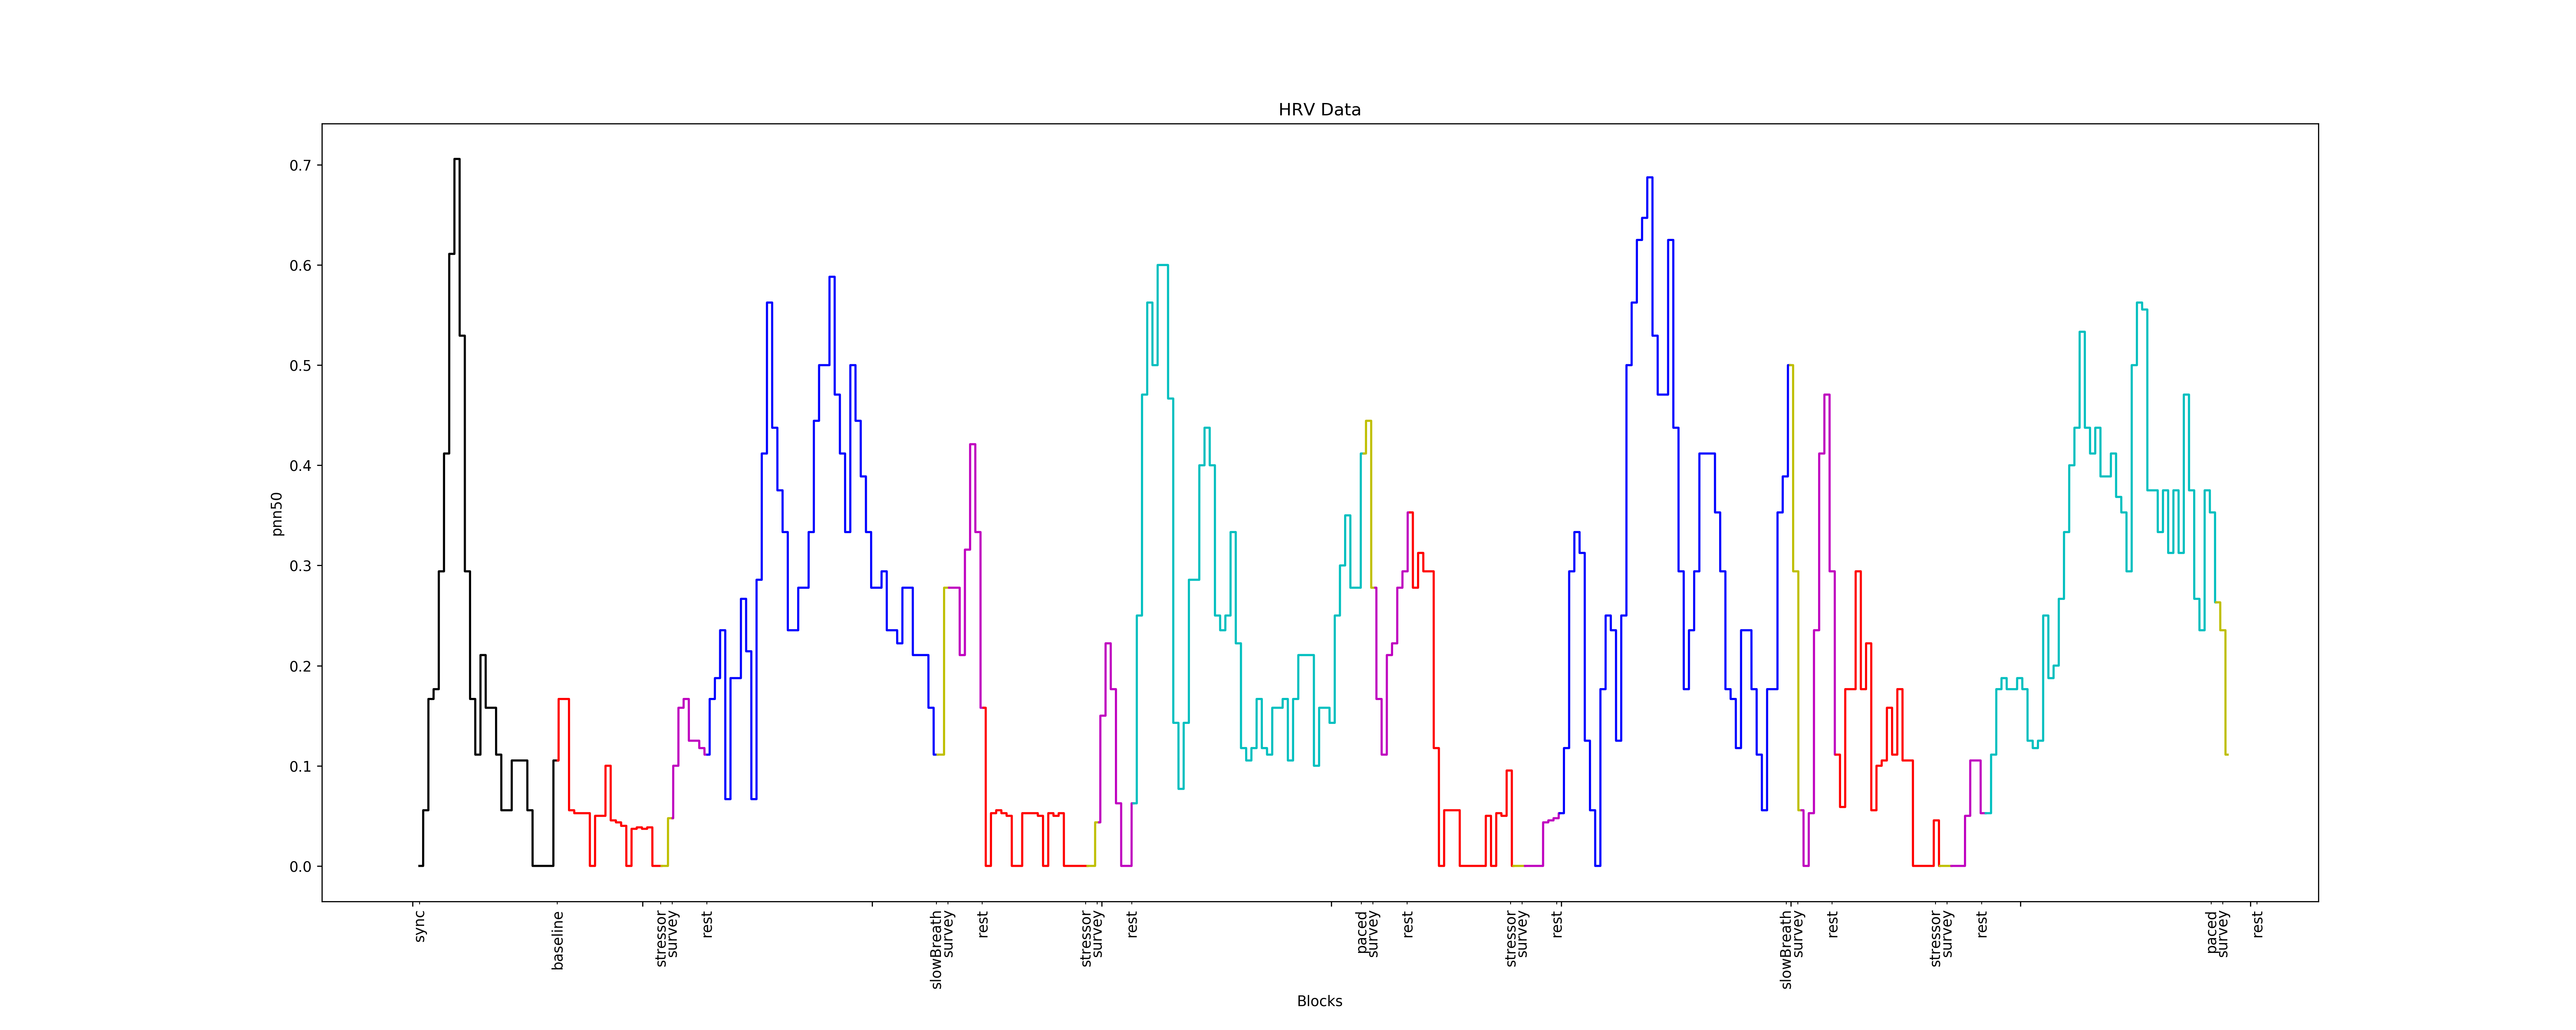 HRV Data
0.7
0.6
0.5
0.4
0.3
0.2
0.1
0.0
pnn50
sync
baseline
stressor
survey
rest
slowBreath
survey
rest
stressor
survey
rest
paced
survey
rest
stressor
survey
rest
slowBreath
survey
rest
stressor
survey
rest
paced
survey
rest
Blocks